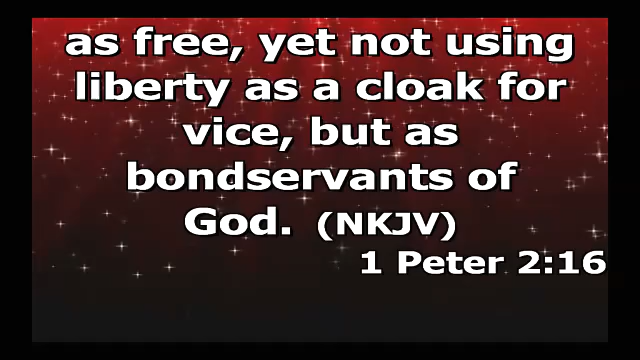 as free, yet not using
liberty as a cloak for
vice, but as
bondservants of
God. (NKJV)
1 Peter 2:16